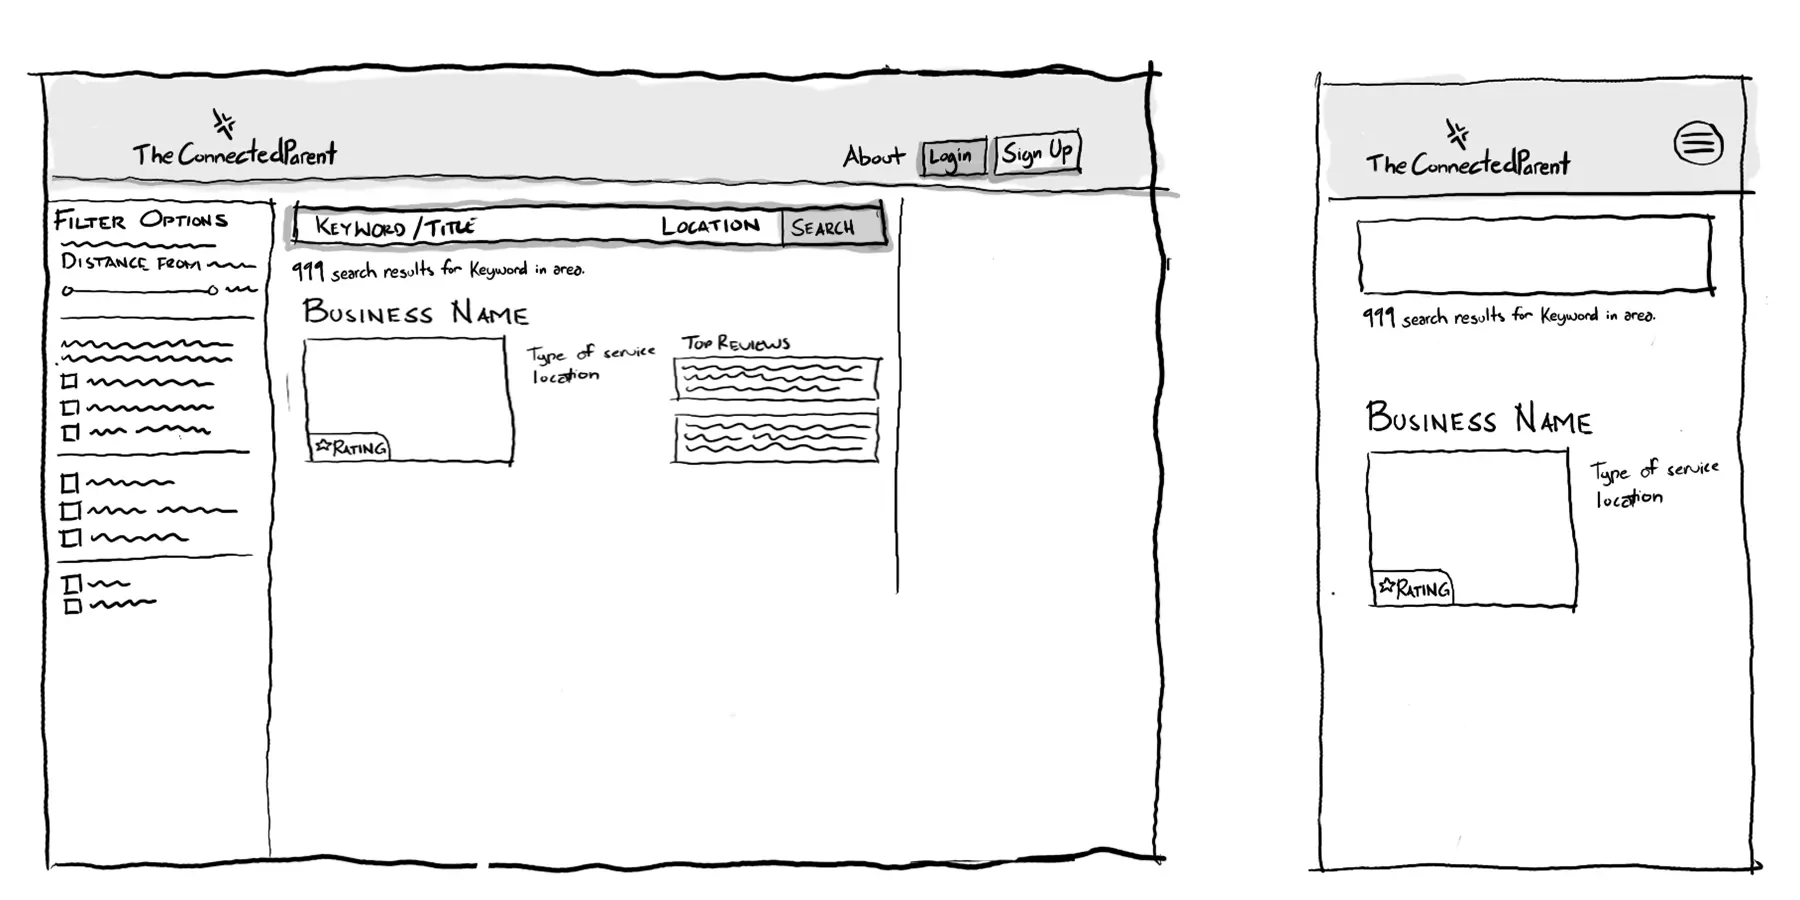 The ConnectedParent
About
Login
Sign Up
FILTER OPTIONS
DISTANCE FROM
KEYWORD/TITLE
LOCATION
SEARCH
999 search results for Keyword in area.
BUSINESS NAME
Type of service
location
TOP REVIEWS
RATING
The ConnectedParent
999 search results for Keyword in area.
BUSINESS NAME
Type of service
location
RATING